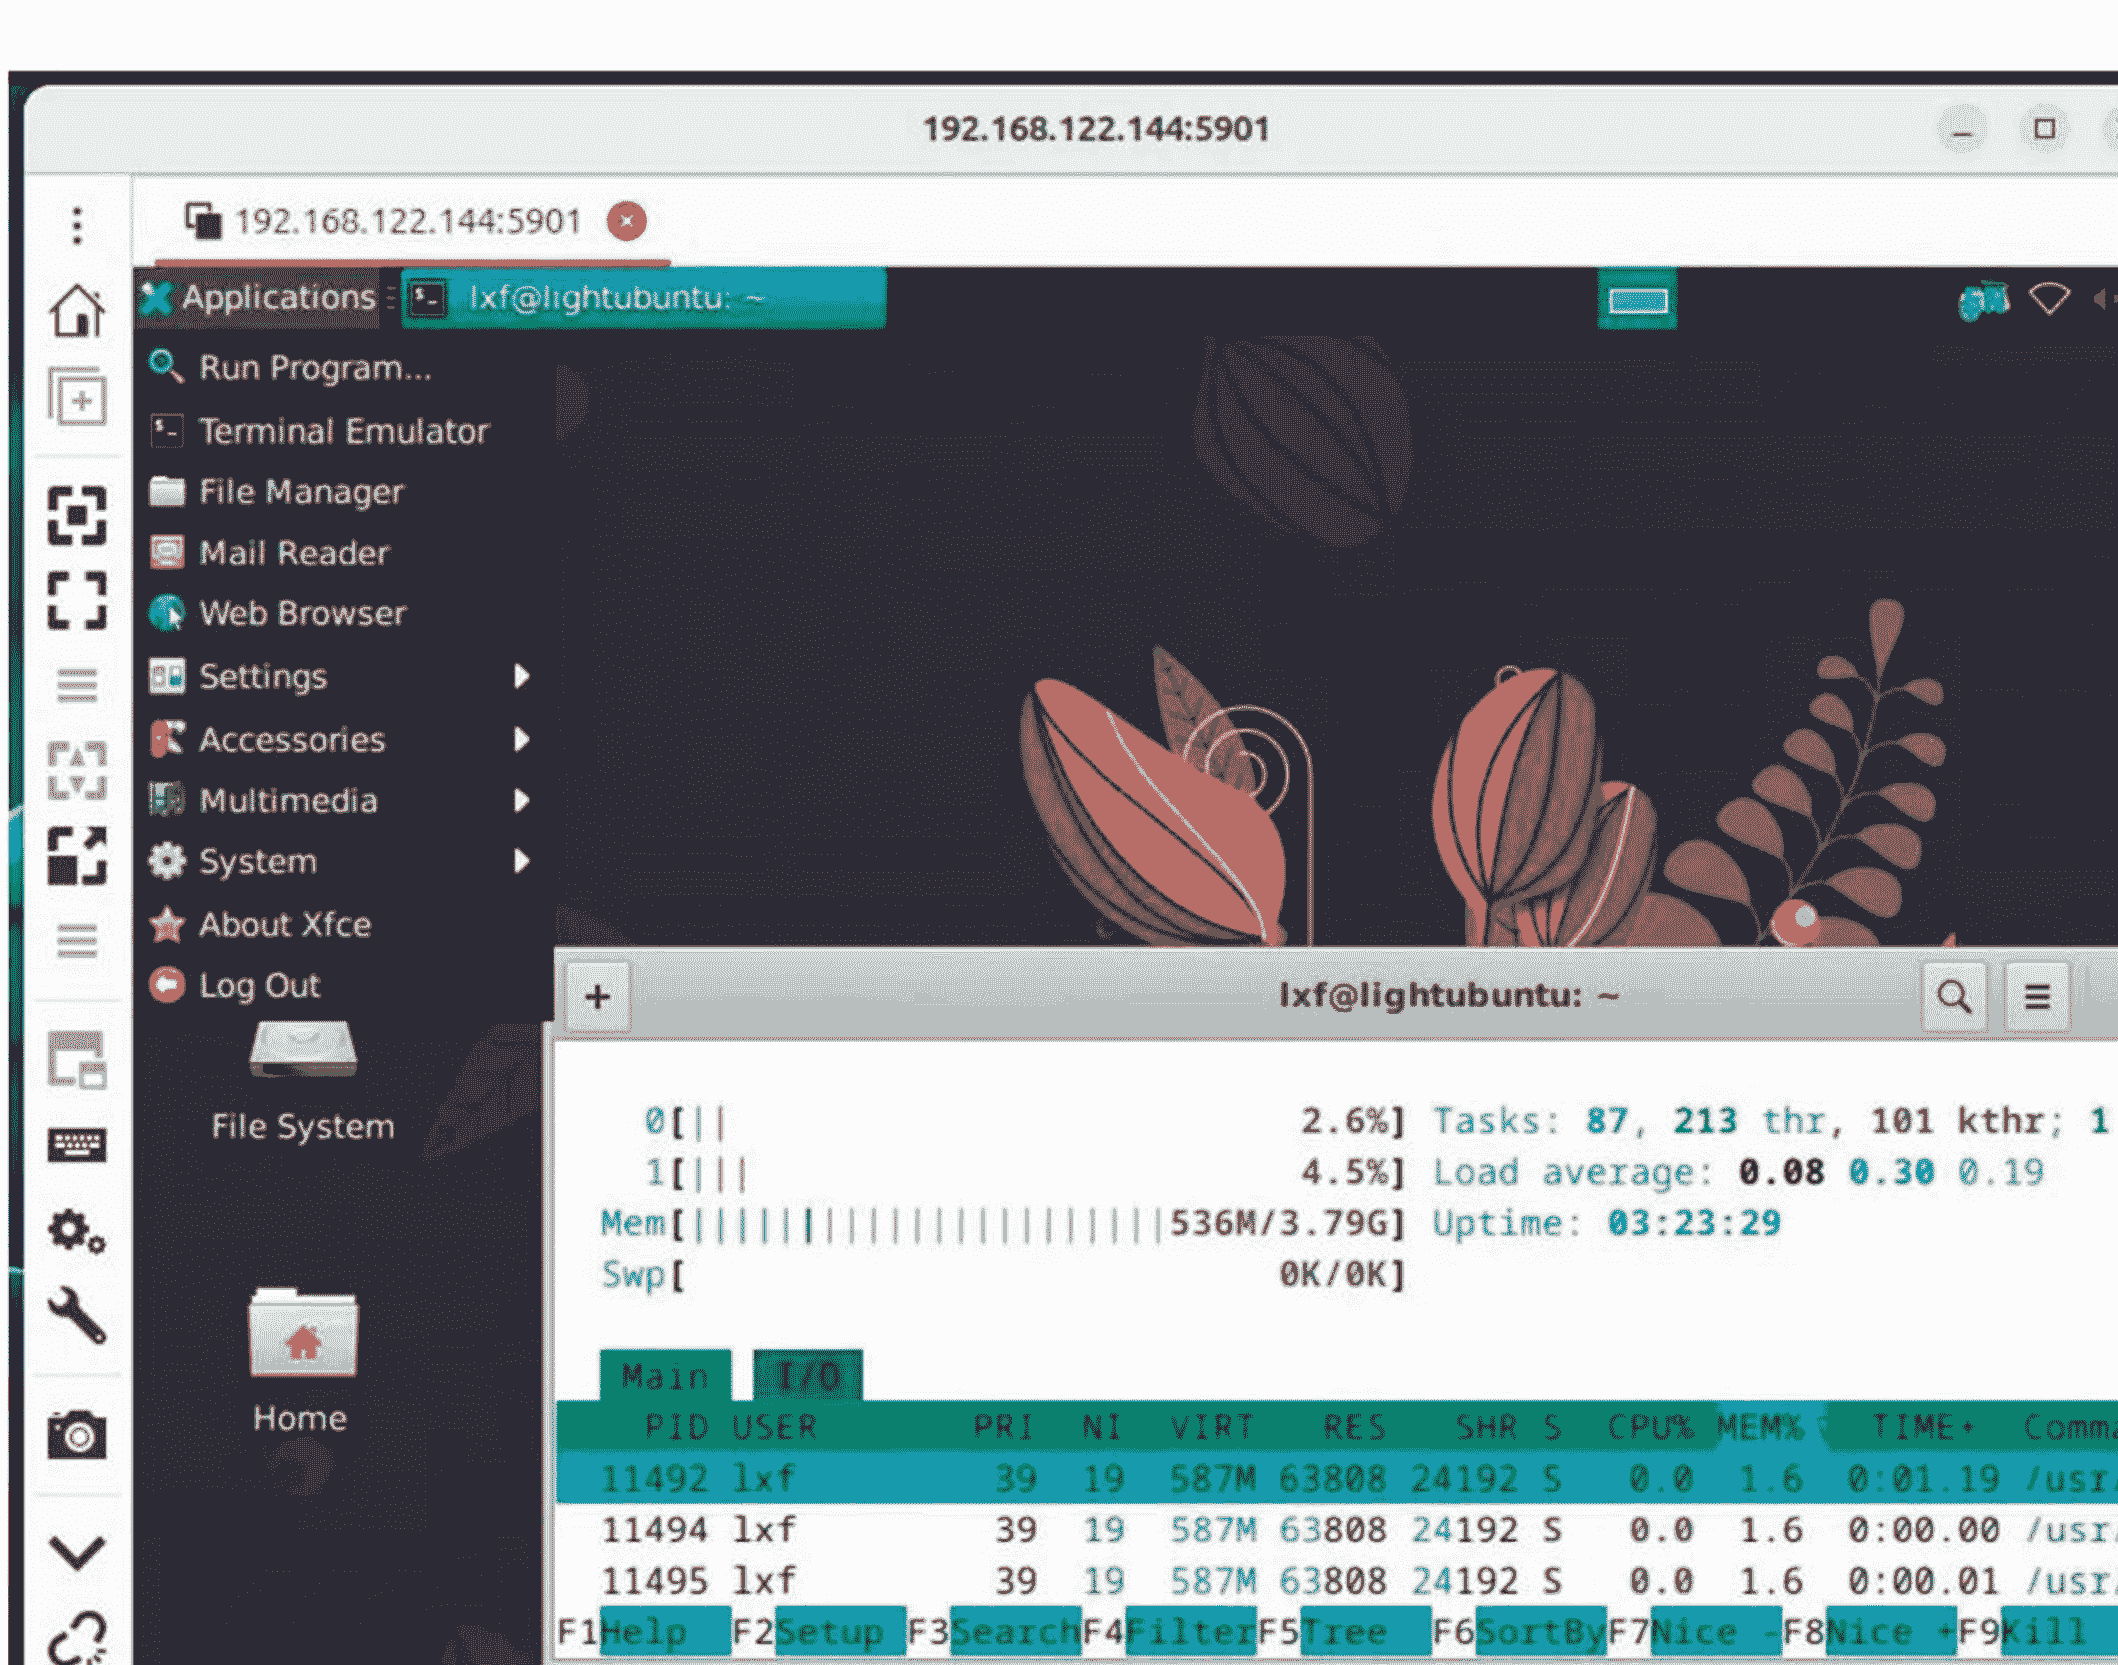 192.168.122.144:5901
192.168.122.144:5901
Applications
lxf@lightubuntu: ~
Run Program...
Terminal Emulator
File Manager
Mail Reader
Web Browser
Settings
Accessories
Multimedia
System
About Xfce
Log Out
File System
Home
lxf@lightubuntu: ~
0[|| 2.6%] Tasks: 87, 213 thr, 101 kthr; 1
1[||| 4.5%] Load average: 0.08 0.30 0.19
Mem[||||||||||||||||||||||536M/3.79G] Uptime: 03:23:29
Swp[ 0K/0K]
Main I/O
PID USER PRI NI VIRT RES SHR S CPU% MEM% TIME+
11492 lxf 39 19 587M 63808 24192 S 0.0 1.6 0:01.19 /usr
11494 lxf 39 19 587M 63808 24192 S 0.0 1.6 0:00.00 /usr
11495 lxf 39 19 587M 63808 24192 S 0.0 1.6 0:00.01 /usr
F1Help F2Setup F3SearchF4FilterF5Tree F6SortByF7Nice -F8Nice +F9Kill